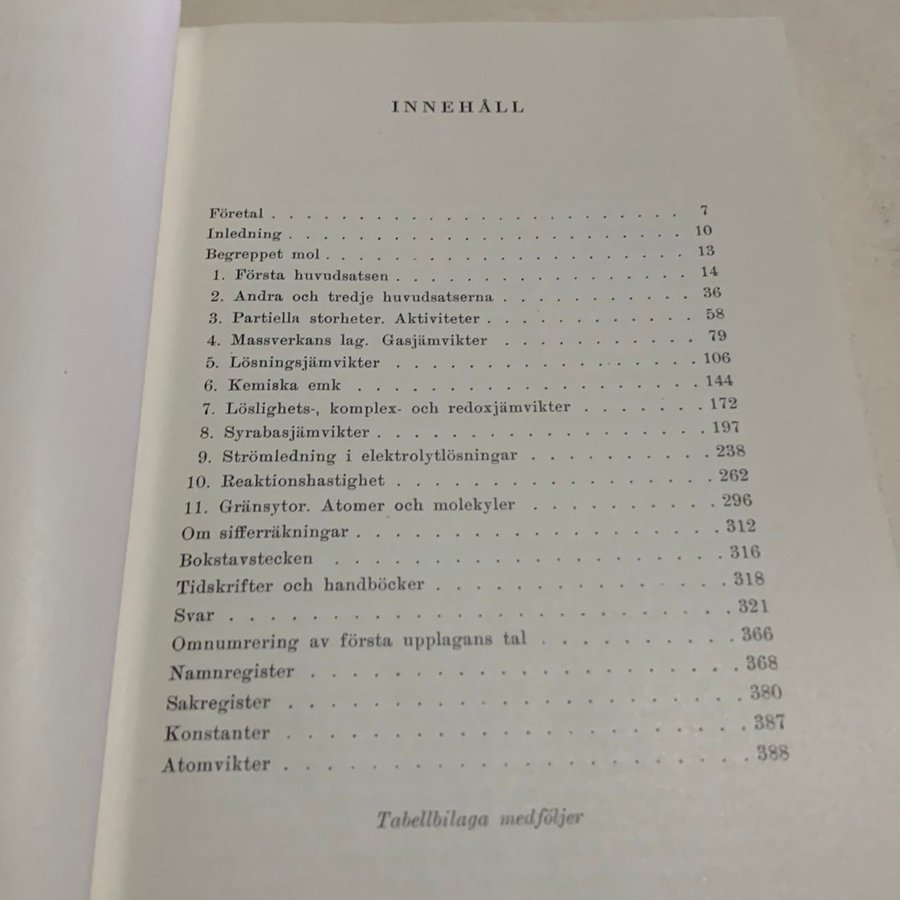 INNEHÅLL
Företal . . . . . . . . . . . . . . . . . . . . . . . . . . . . . 7
Inledning . . . . . . . . . . . . . . . . . . . . . . . . . . . . 10
Begreppet mol . . . . . . . . . . . . . . . . . . . . . . . . . . 13
1. Första huvudsatsen . . . . . . . . . . . . . . . . . . . . . 14
2. Andra och tredje huvudsatserna . . . . . . . . . . . . . . 36
3. Partiella storheter. Aktiviteter . . . . . . . . . . . . . . . 58
4. Massverkans lag. Gasjämvikter . . . . . . . . . . . . . . 79
5. Lösningsjämvikter . . . . . . . . . . . . . . . . . . . . . 106
6. Kemiska emk . . . . . . . . . . . . . . . . . . . . . . . 144
7. Löslighets-, komplex- och redoxjämvikter . . . . . . . 172
8. Syrabasjämvikter . . . . . . . . . . . . . . . . . . . . . 197
9. Strömledning i elektrolytlösningar . . . . . . . . . . 238
10. Reaktionshastighet . . . . . . . . . . . . . . . . . . . 262
11. Gränsytor. Atomer och molekyler . . . . . . . . . . 296
Om sifferräkningar . . . . . . . . . . . . . . . . . . . . . 312
Bokstavstecken . . . . . . . . . . . . . . . . . . . . . . 316
Tidskrifter och handböcker . . . . . . . . . . . . . . . 318
Svar . . . . . . . . . . . . . . . . . . . . . . . . . . . 321
Omnumrering av första upplagans tal . . . . . . . . . 366
Namnregister . . . . . . . . . . . . . . . . . . . . . . 368
Sakregister . . . . . . . . . . . . . . . . . . . . . . . 380
Konstanter . . . . . . . . . . . . . . . . . . . . . . . 387
Atomvikter . . . . . . . . . . . . . . . . . . . . . . . 388
Tabellbilaga medföljer